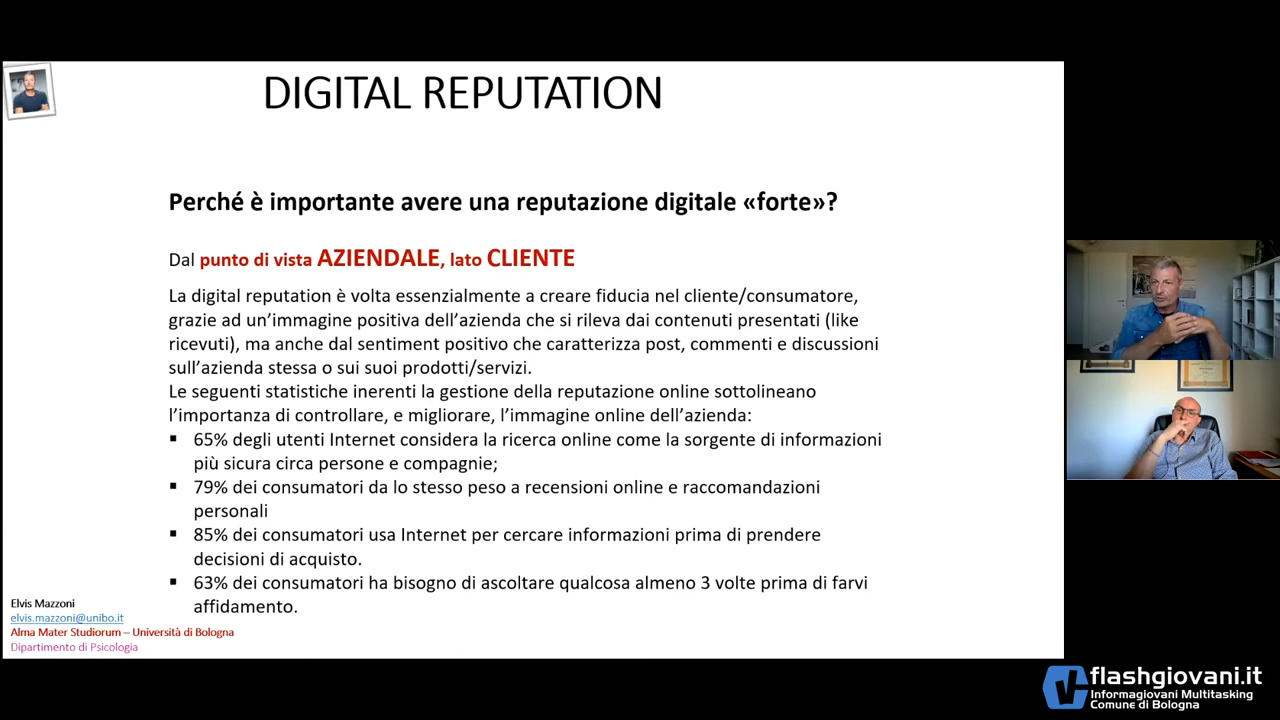 DIGITAL REPUTATION
Perché è importante avere una reputazione digitale «forte»?
Dal punto di vista AZIENDALE, lato CLIENTE
La digital reputation è volta essenzialmente a creare fiducia nel cliente/consumatore,
grazie ad un’immagine positiva dell’azienda che si rileva dai contenuti presentati (like
ricevuti), ma anche dal sentiment positivo che caratterizza post, commenti e discussioni
sull’azienda stessa o sui suoi prodotti/servizi.
Le seguenti statistiche inerenti la gestione della reputazione online sottolineano
l’importanza di controllare, e migliorare, l’immagine online dell’azienda:
▪ 65% degli utenti Internet considera la ricerca online come la sorgente di informazioni
più sicura circa persone e compagnie;
▪ 79% dei consumatori da lo stesso peso a recensioni online e raccomandazioni
personali
▪ 85% dei consumatori usa Internet per cercare informazioni prima di prendere
decisioni di acquisto.
▪ 63% dei consumatori ha bisogno di ascoltare qualcosa almeno 3 volte prima di farvi
affidamento.
Elvis Mazzoni
elvis.mazzoni@unibo.it
Alma Mater Studiorum – Università di Bologna
Dipartimento di Psicologia
flashgiovani.it
Informagiovani Multitasking
Comune di Bologna